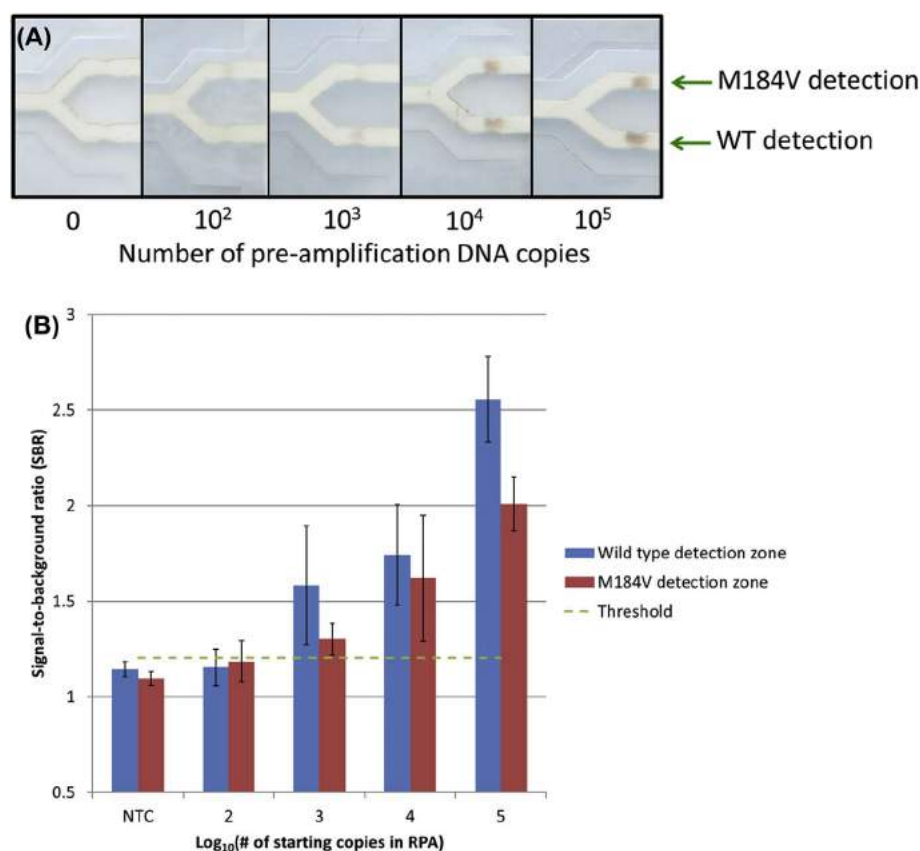 (A)
M184V detection
WT detection
0 10² 10³ 10⁴ 10⁵
Number of pre-amplification DNA copies
(B)
Signal-to-background ratio (SBR)
3
2.5
2
1.5
1
0.5
NTC 2 3 4 5
Log₁₀(# of starting copies in RPA)
Wild type detection zone
M184V detection zone
Threshold